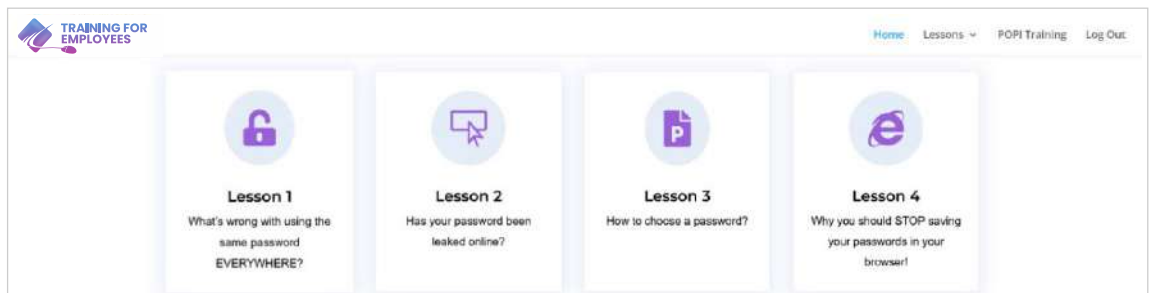 TRAINING FOR
EMPLOYEES
Home
Lessons
POPI Training
Log Out
P
Lesson 1
What's wrong with using the
same password
EVERYWHERE?
Lesson 2
Has your password been
leaked online?
Lesson 3
How to choose a password?
Lesson 4
Why you should STOP saving
your passwords in your
browser!